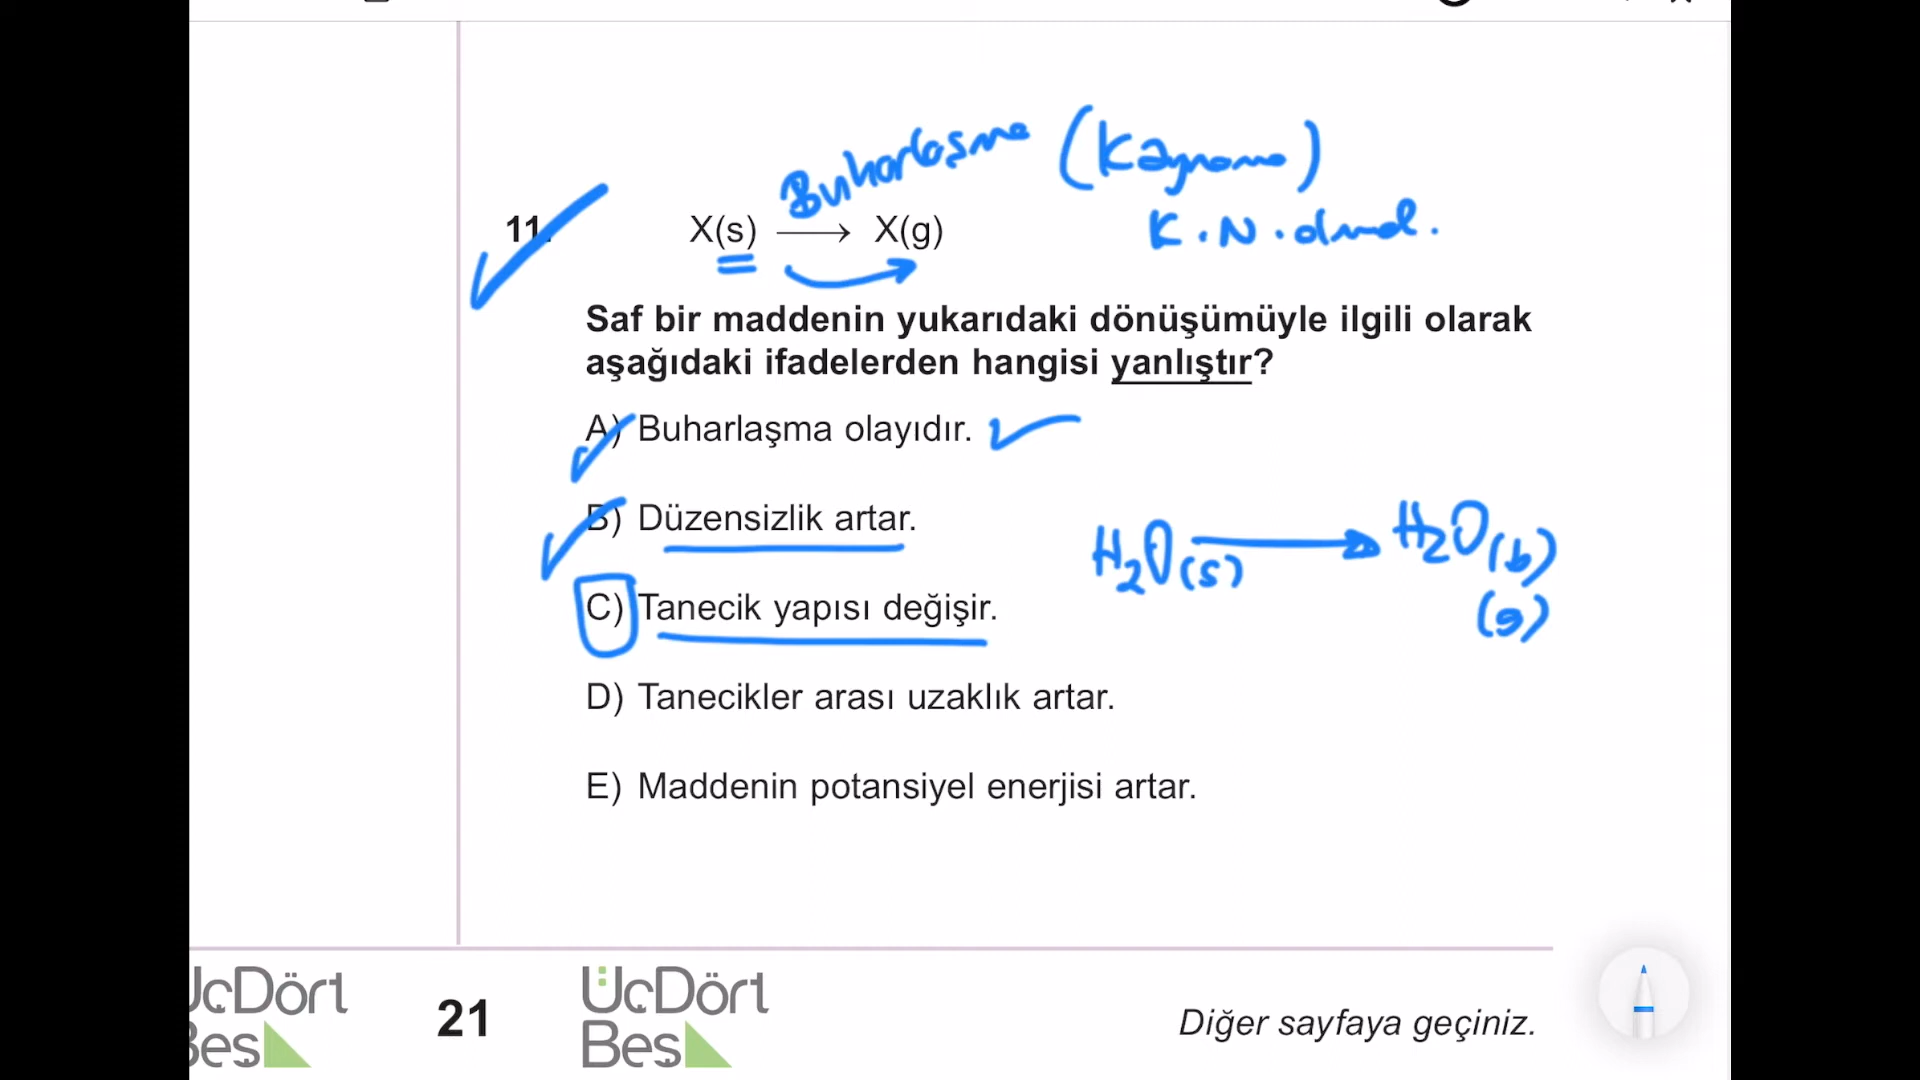 Buharlaşma (Kaynama)
11. X(s) ⟶ X(g)
K.N. olmal.
Saf bir maddenin yukarıdaki dönüşümüyle ilgili olarak
aşağıdaki ifadelerden hangisi yanlıştır?
A) Buharlaşma olayıdır.
B) Düzensizlik artar.
H₂O(s) ⟶ H₂O(b)
(g)
C) Tanecik yapısı değişir.
D) Tanecikler arası uzaklık artar.
E) Maddenin potansiyel enerjisi artar.
ÜçDört
Beş
21
ÜçDört
Beş
Diğer sayfaya geçiniz.